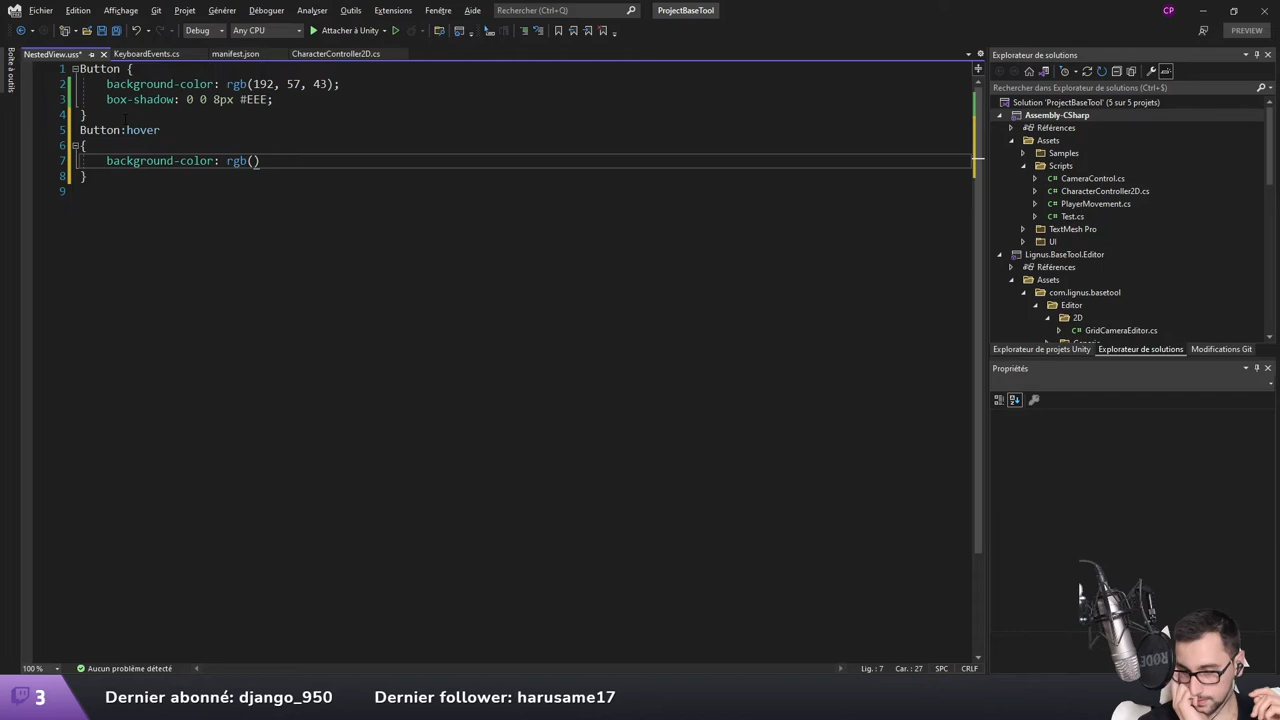 Fichier Edition Affichage Git Projet Générer Déboguer Analyser Outils Extensions Fenêtre Aide Rechercher (Ctrl+Q) ProjectBaseTool CP
Debug Any CPU Attacher à Unity PREVIEW
Boîte à outils
NestedView.uss* KeyboardEvents.cs manifest.json CharacterController2D.cs
1 Button {
2 background-color: rgb(192, 57, 43);
3 box-shadow: 0 0 8px #EEE;
4 }
5 Button:hover
6 {
7 background-color: rgb()
8 }
9
100 % Aucun problème détecté Lig : 7 Car. : 27 SPC CRLF
Explorateur de solutions
Rechercher dans Explorateur de solutions (Ctrl+$)
Solution 'ProjectBaseTool' (5 sur 5 projets)
Assembly-CSharp
Références
Assets
Samples
Scripts
C# CameraControl.cs
C# CharacterController2D.cs
C# PlayerMovement.cs
C# Test.cs
TextMesh Pro
UI
Lignus.BaseTool.Editor
Références
Assets
com.lignus.basetool
Editor
2D
C# GridCameraEditor.cs
Explorateur de projets Unity Explorateur de solutions Modifications Git
Propriétés
RODE
3 Dernier abonné: django_950 Dernier follower: harusame17